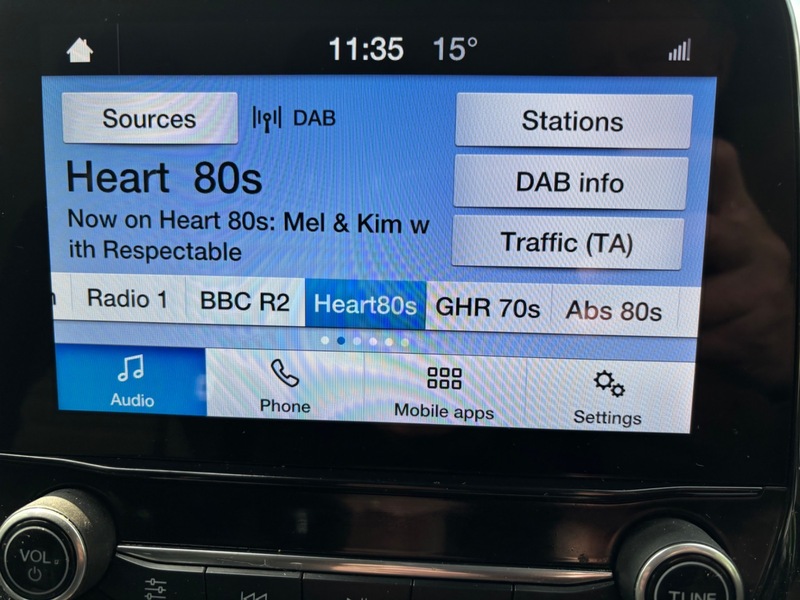 11:35 15°
Sources DAB Stations
Heart 80s DAB info
Now on Heart 80s: Mel & Kim w
ith Respectable
Traffic (TA)
Radio 1 BBC R2 Heart80s GHR 70s Abs 80s
Audio Phone Mobile apps Settings
VOL TUNE